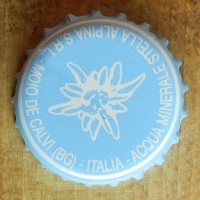 ACQUA MINERALE STELLA ALPINA S.R.L. - MOIO DE CALVI (BG) - ITALIA -